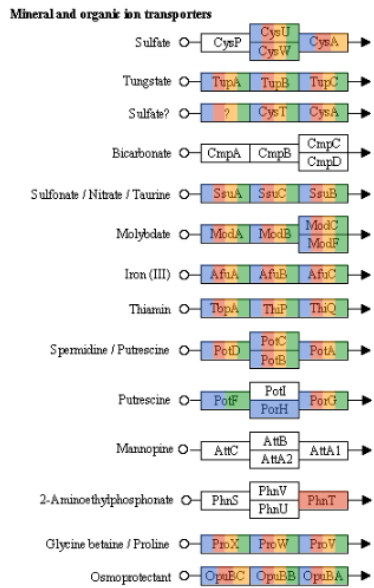 Mineral and organic ion transporters
Sulfate CysP CysU CysW CysA
Tungstate TupA TupB TupC
Sulfate? ? CysT CysA
Bicarbonate CmpA CmpB CmpC CmpD
Sulfonate / Nitrate / Taurine SsuA SsuC SsuB
Molybdate ModA ModB ModC ModF
Iron (III) AfuA AfuB AfuC
Thiamin TbpA ThiP ThiQ
Spermidine / Putrescine PotD PotC PotB PotA
Putrescine PotF PotI PorH PorG
Mannopine AttC AttB AttA2 AttA1
2-Aminoethylphosphonate PhnS PhnV PhnU PhnT
Glycine betaine / Proline ProX ProW ProV
Osmoprotectant OpuBC OpuBB OpuBA